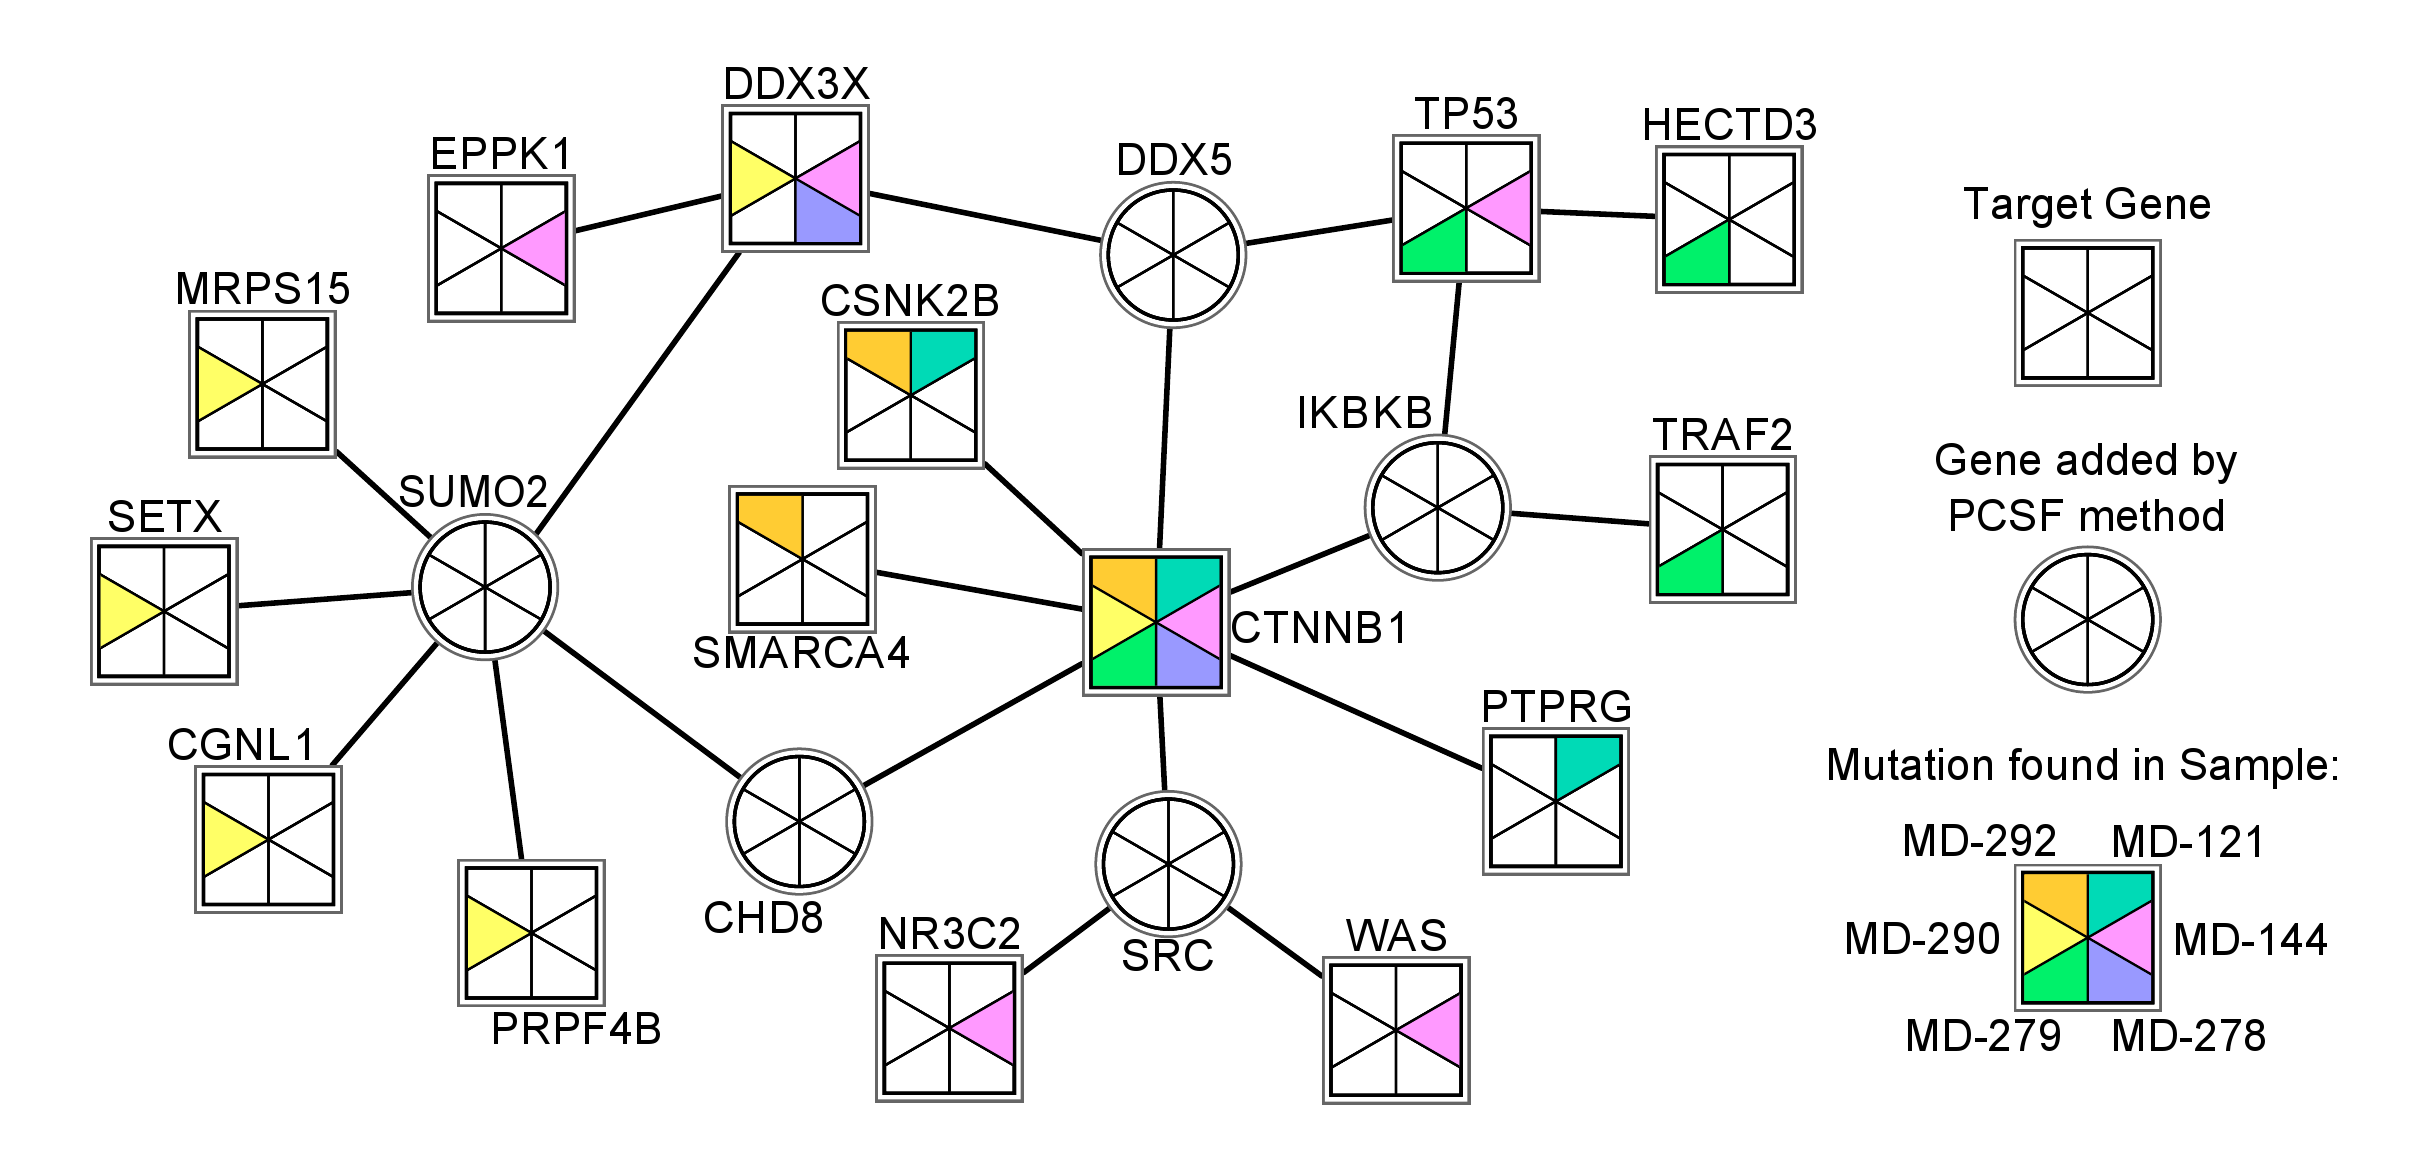 DDX3X
TP53
HECTD3
EPPK1
DDX5
Target Gene
MRPS15
CSNK2B
IKBKB
TRAF2
Gene added by
PCSF method
SUMO2
SETX
SMARCA4
CTNNB1
PTPRG
CGNL1
Mutation found in Sample:
MD-292 MD-121
CHD8
NR3C2
WAS
SRC
MD-290 MD-144
PRPF4B
MD-279 MD-278